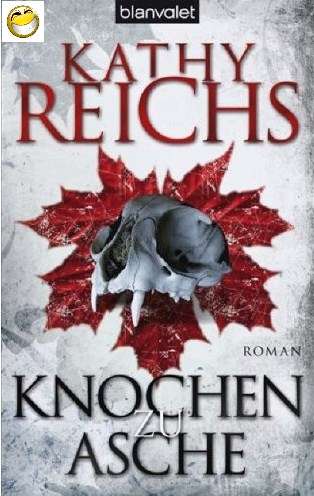 blanvalet
KATHY
REICHS
ROMAN
KNOCHEN
ZU
ASCHE